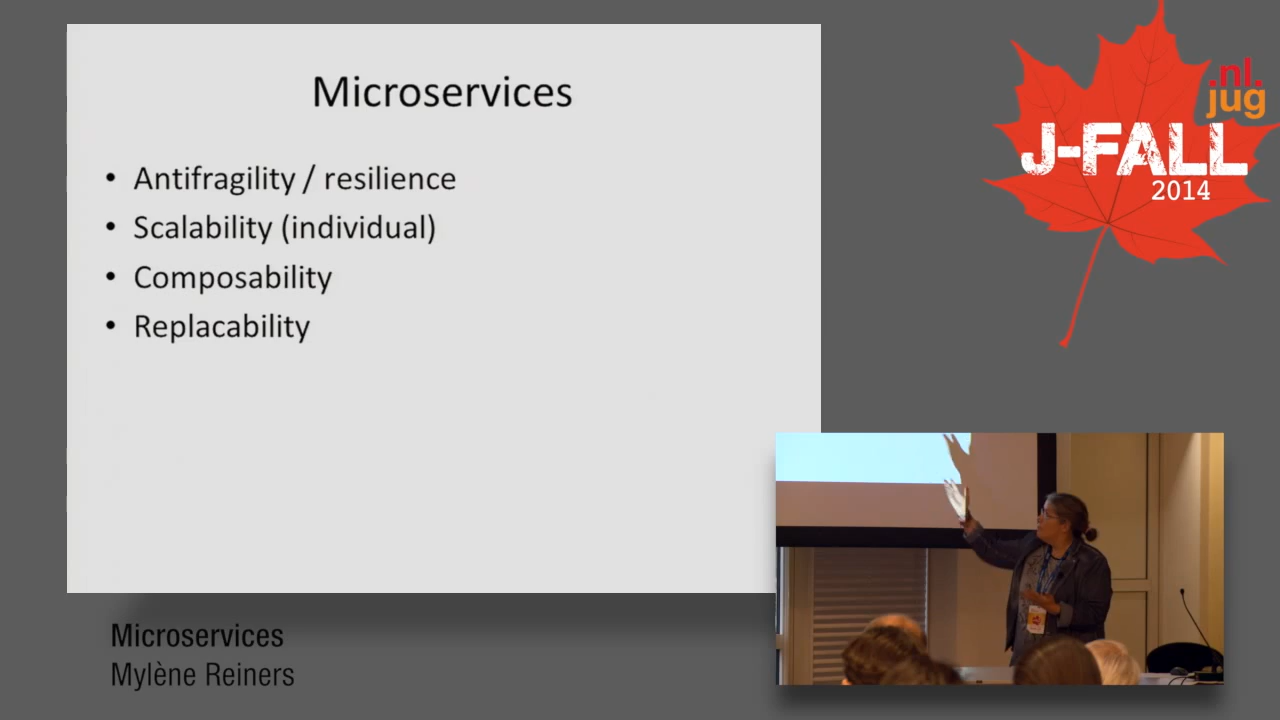 Microservices
• Antifragility / resilience
• Scalability (individual)
• Composability
• Replacability
.nl.
jug
J-FALL
2014
Microservices
Mylène Reiners